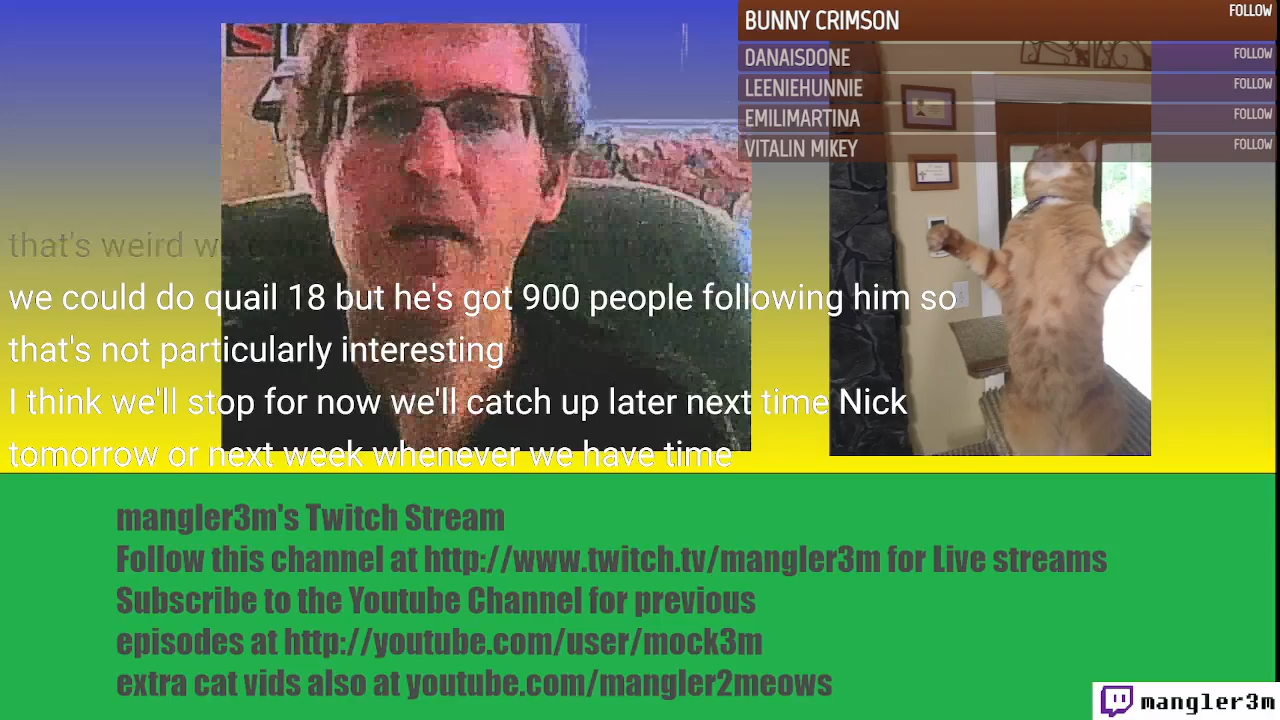 BUNNY CRIMSON FOLLOW
DANAISDONE FOLLOW
LEENIEHUNNIE FOLLOW
EMILIMARTINA FOLLOW
VITALIN MIKEY FOLLOW
that's weird
we could do quail 18 but he's got 900 people following him so
that's not particularly interesting
I think we'll stop for now we'll catch up later next time Nick
tomorrow or next week whenever we have time
mangler3m's Twitch Stream
Follow this channel at http://www.twitch.tv/mangler3m for Live streams
Subscribe to the Youtube Channel for previous
episodes at http://youtube.com/user/mock3m
extra cat vids also at youtube.com/mangler2meows
mangler3m